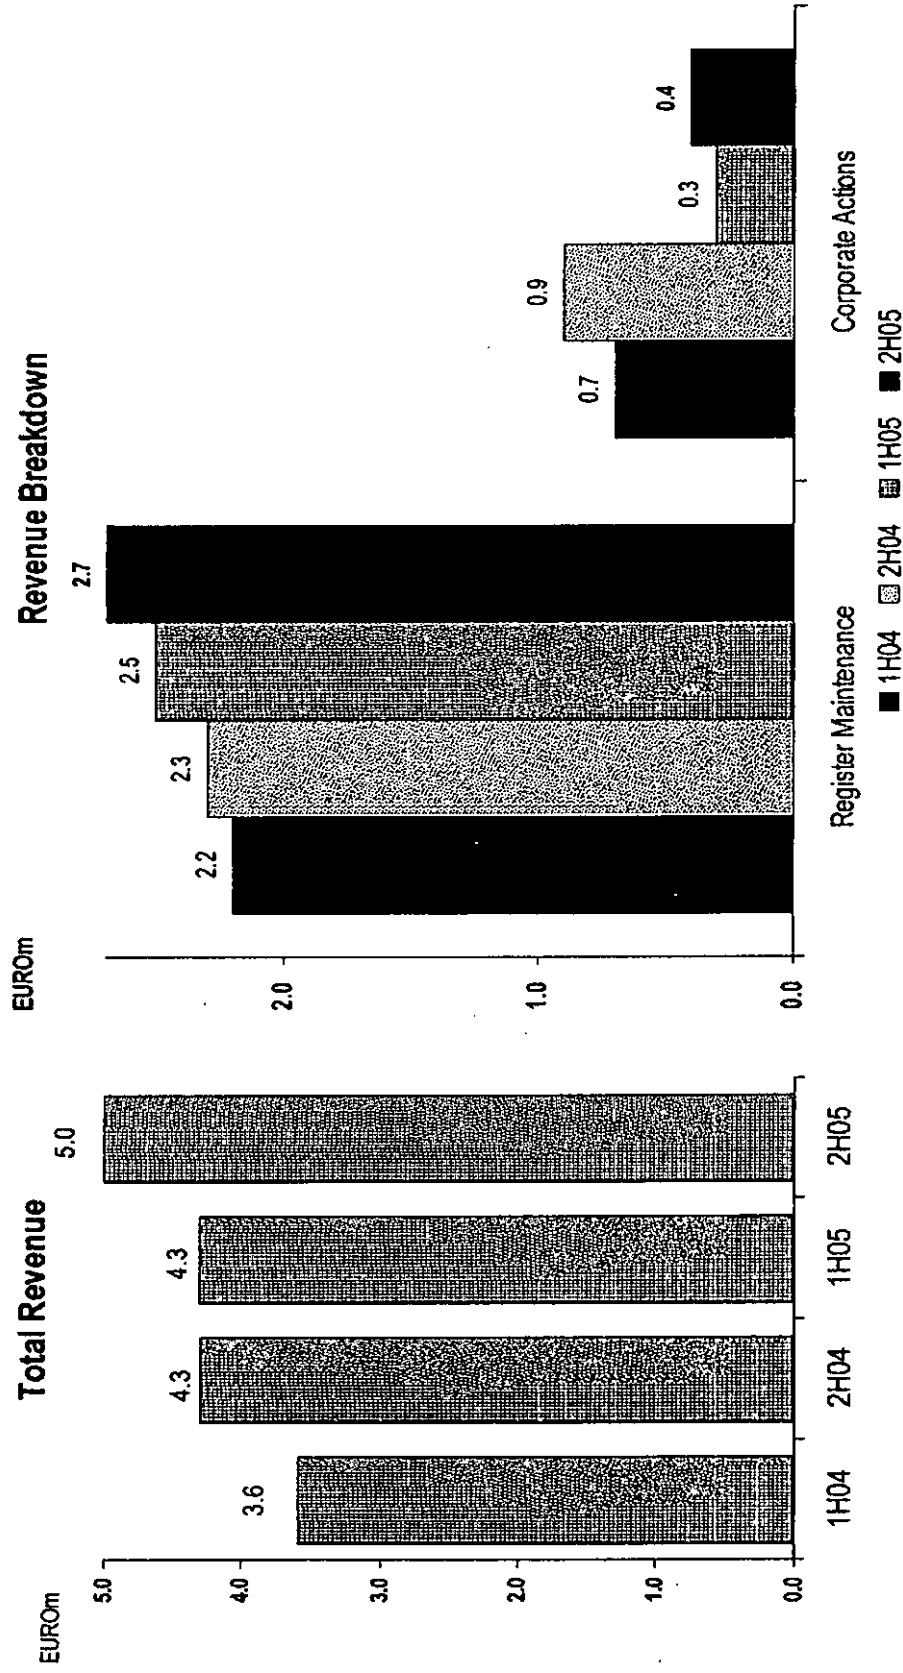 Total Revenue
EUROm
5.0
4.0
3.0
2.0
1.0
0.0
3.6
4.3
4.3
5.0
1H04
2H04
1H05
2H05
Revenue Breakdown
EUROm
2.0
1.0
0.0
2.2
2.3
2.5
2.7
0.7
0.9
0.3
0.4
Register Maintenance
Corporate Actions
1H04 2H04 1H05 2H05